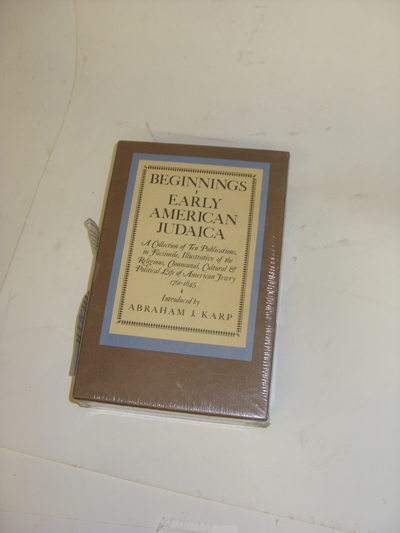 BEGINNINGS
EARLY
AMERICAN
JUDAICA
A Collection of Ten Publications,
in Facsimile, Illustrative of the
Religious, Communal, Cultural &
Political Life of American Jewry
1761-1845
Introduced by
ABRAHAM J. KARP